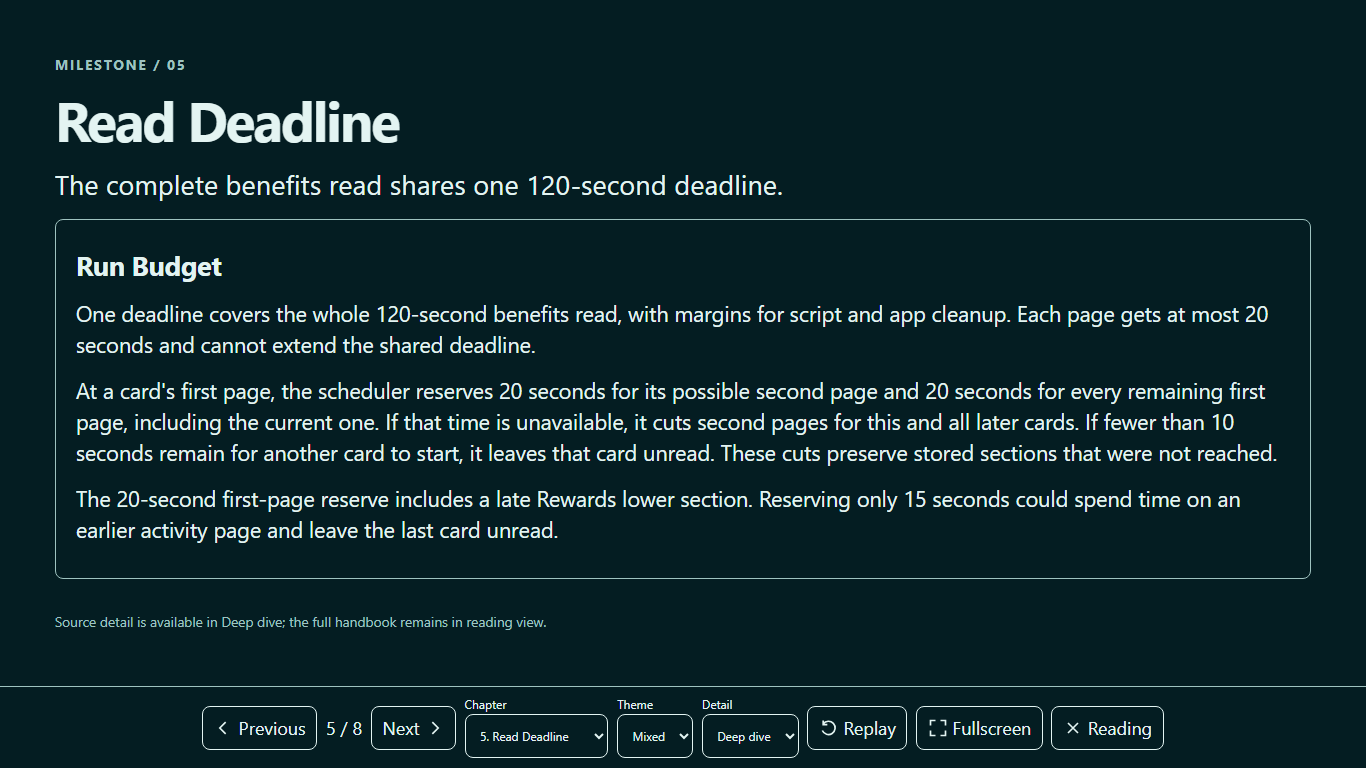 MILESTONE / 05
Read Deadline
The complete benefits read shares one 120-second deadline.
Run Budget
One deadline covers the whole 120-second benefits read, with margins for script and app cleanup. Each page gets at most 20
seconds and cannot extend the shared deadline.
At a card's first page, the scheduler reserves 20 seconds for its possible second page and 20 seconds for every remaining first
page, including the current one. If that time is unavailable, it cuts second pages for this and all later cards. If fewer than 10
seconds remain for another card to start, it leaves that card unread. These cuts preserve stored sections that were not reached.
The 20-second first-page reserve includes a late Rewards lower section. Reserving only 15 seconds could spend time on an
earlier activity page and leave the last card unread.
Source detail is available in Deep dive; the full handbook remains in reading view.
Chapter Theme Detail
Previous 5 / 8 Next 5. Read Deadline Mixed Deep dive Replay Fullscreen Reading